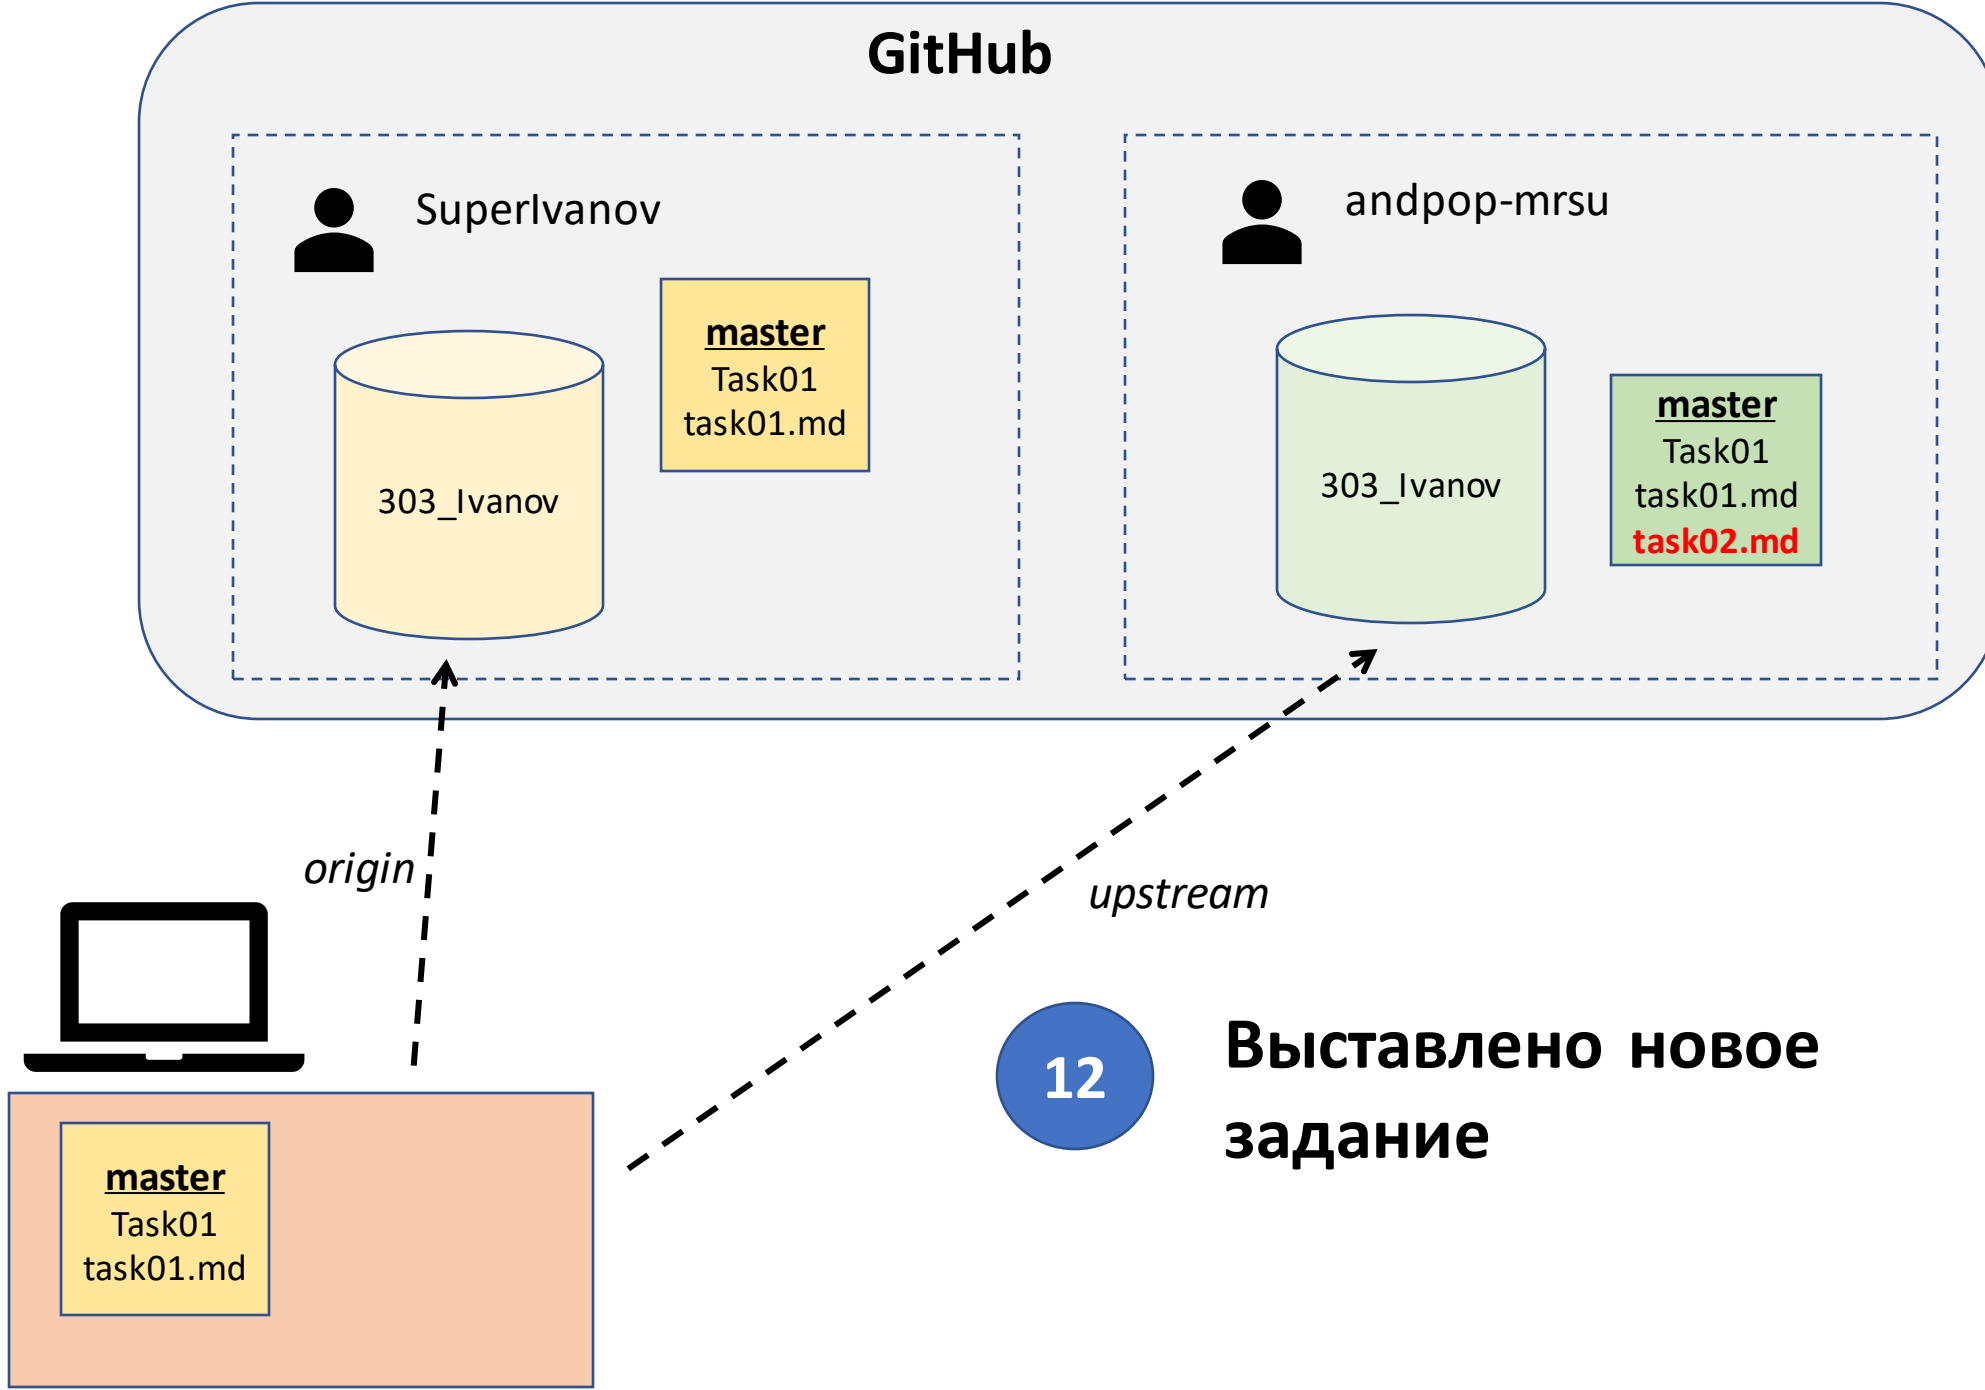 GitHub
SuperIvanov
master
Task01
task01.md
303_Ivanov
andpop-mrsu
303_Ivanov
master
Task01
task01.md
task02.md
origin
upstream
12
Выставлено новое
задание
master
Task01
task01.md